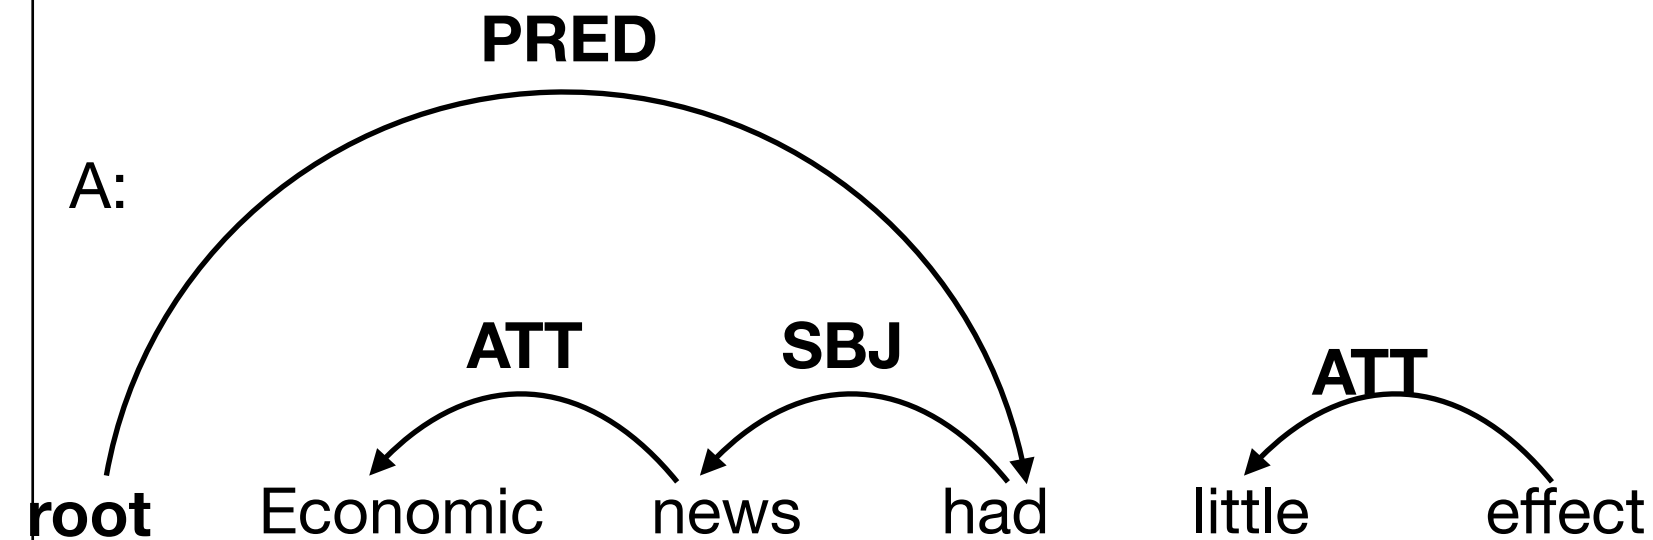 PRED
A:
ATT SBJ ATT
root Economic news had little effect